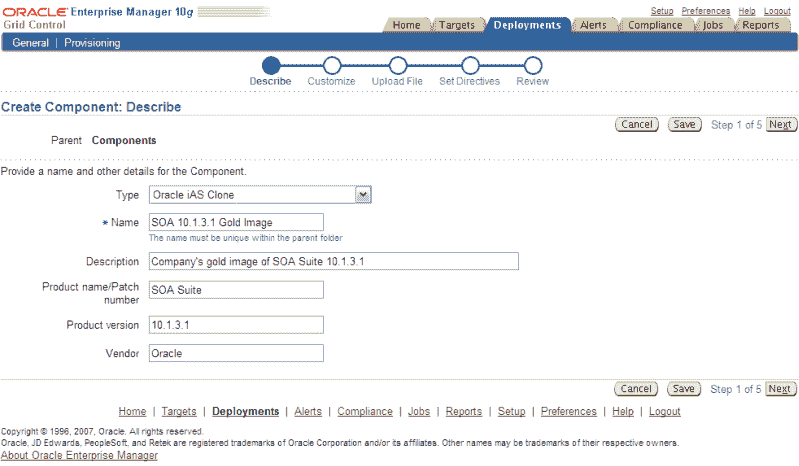 ORACLE Enterprise Manager 10g
Grid Control
Setup Preferences Help Logout
Home Targets Deployments Alerts Compliance Jobs Reports
General | Provisioning
Describe Customize Upload File Set Directives Review
Create Component: Describe
Cancel Save Step 1 of 5 Next
Parent Components
Provide a name and other details for the Component.
Type Oracle iAS Clone
* Name SOA 10.1.3.1 Gold Image
The name must be unique within the parent folder
Description Company's gold image of SOA Suite 10.1.3.1
Product name/Patch
number SOA Suite
Product version 10.1.3.1
Vendor Oracle
Cancel Save Step 1 of 5 Next
Home | Targets | Deployments | Alerts | Compliance | Jobs | Reports | Setup | Preferences | Help | Logout
Copyright © 1996, 2007, Oracle. All rights reserved.
Oracle, JD Edwards, PeopleSoft, and Retek are registered trademarks of Oracle Corporation and/or its affiliates. Other names may be trademarks of their respective owners.
About Oracle Enterprise Manager